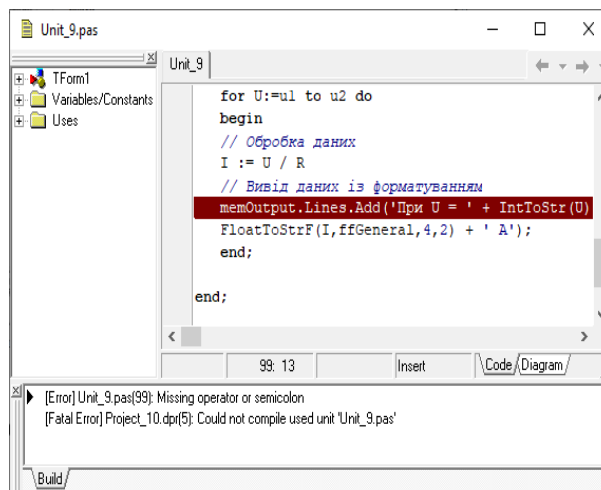 Unit_9.pas
TForm1
Variables/Constants
Uses
Unit_9
for U:=u1 to u2 do
begin
// Обробка даних
I := U / R
// Вивід даних із форматуванням
memOutput.Lines.Add('При U = ' + IntToStr(U)
FloatToStrF(I,ffGeneral,4,2) + ' A');
end;
end;
99: 13
Insert
Code
Diagram
[Error] Unit_9.pas(99): Missing operator or semicolon
[Fatal Error] Project_10.dpr(5): Could not compile used unit 'Unit_9.pas'
Build